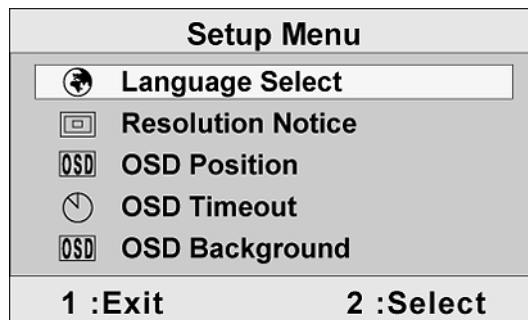 Setup Menu
Language Select
Resolution Notice
OSD OSD Position
OSD Timeout
OSD OSD Background
1 :Exit 2 :Select